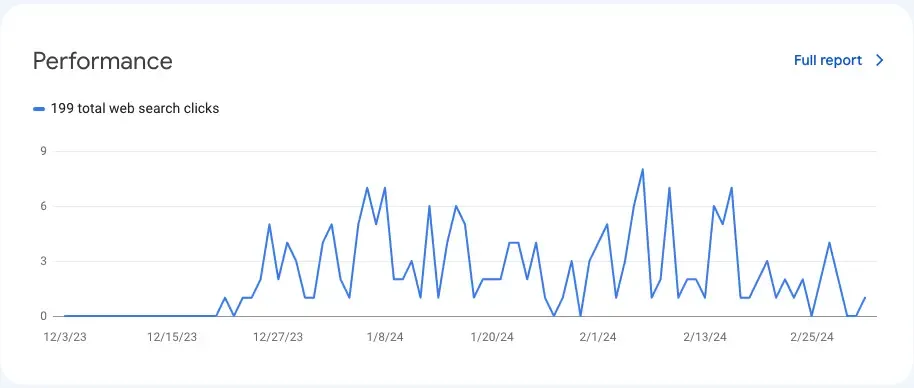 Performance
Full report
199 total web search clicks
9
6
3
0
12/3/23 12/15/23 12/27/23 1/8/24 1/20/24 2/1/24 2/13/24 2/25/24